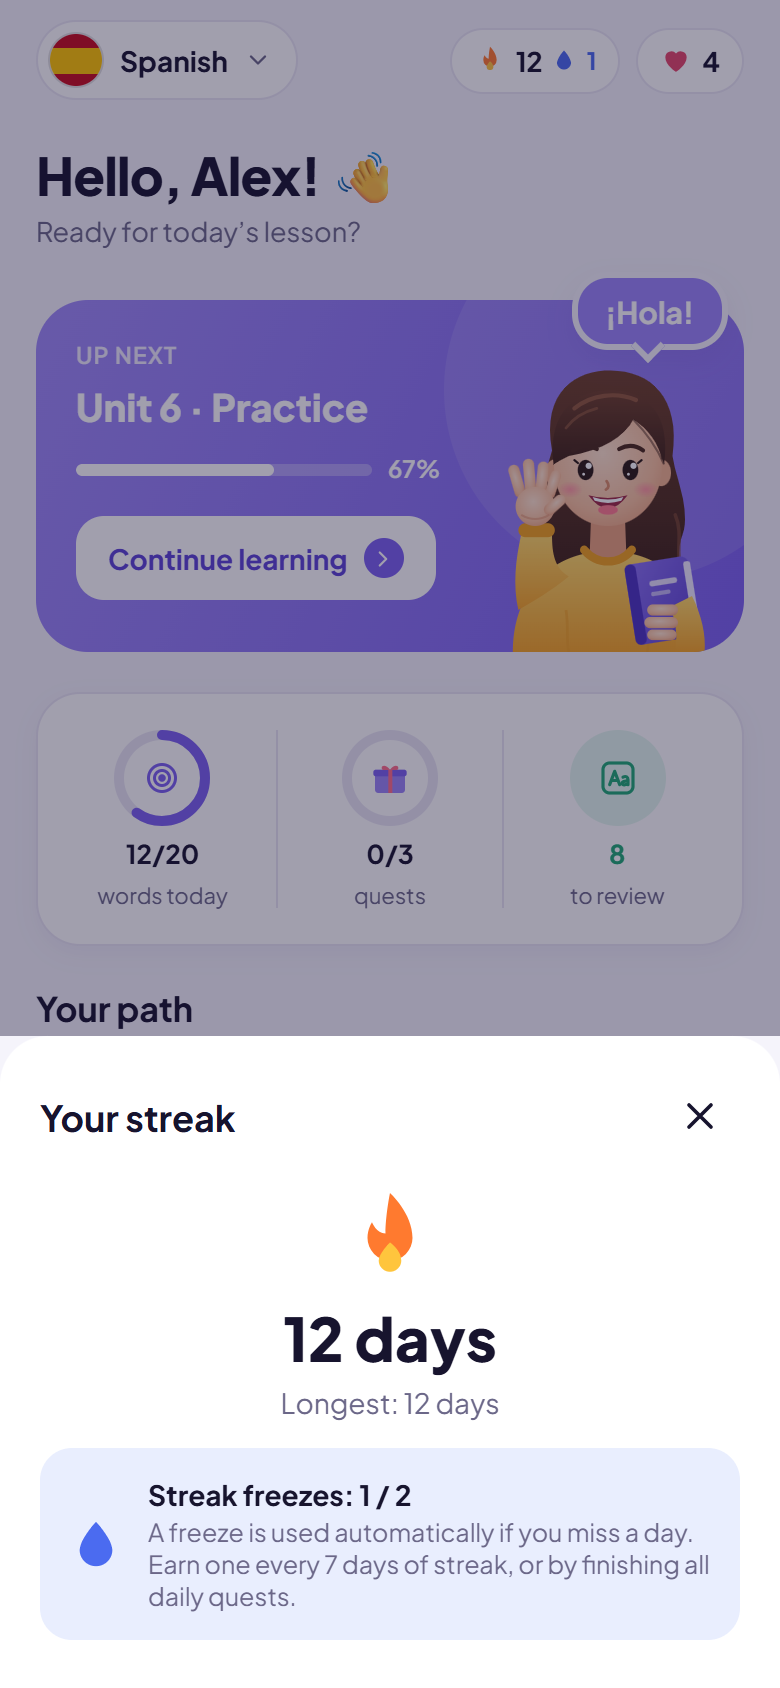 Spanish
12 1
4
Hello, Alex!
Ready for today’s lesson?
¡Hola!
UP NEXT
Unit 6 · Practice
67%
Continue learning
Aa
12/20
words today
0/3
quests
8
to review
Your path
Your streak
12 days
Longest: 12 days
Streak freezes: 1 / 2
A freeze is used automatically if you miss a day.
Earn one every 7 days of streak, or by finishing all
daily quests.